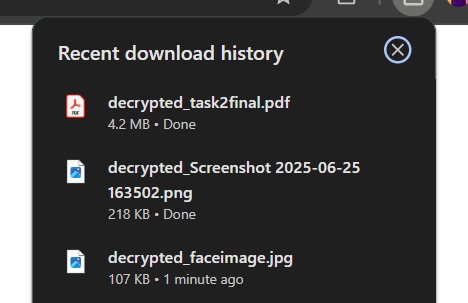 Recent download history
PDF
decrypted_task2final.pdf
4.2 MB • Done
decrypted_Screenshot 2025-06-25
163502.png
218 KB • Done
decrypted_faceimage.jpg
107 KB • 1 minute ago